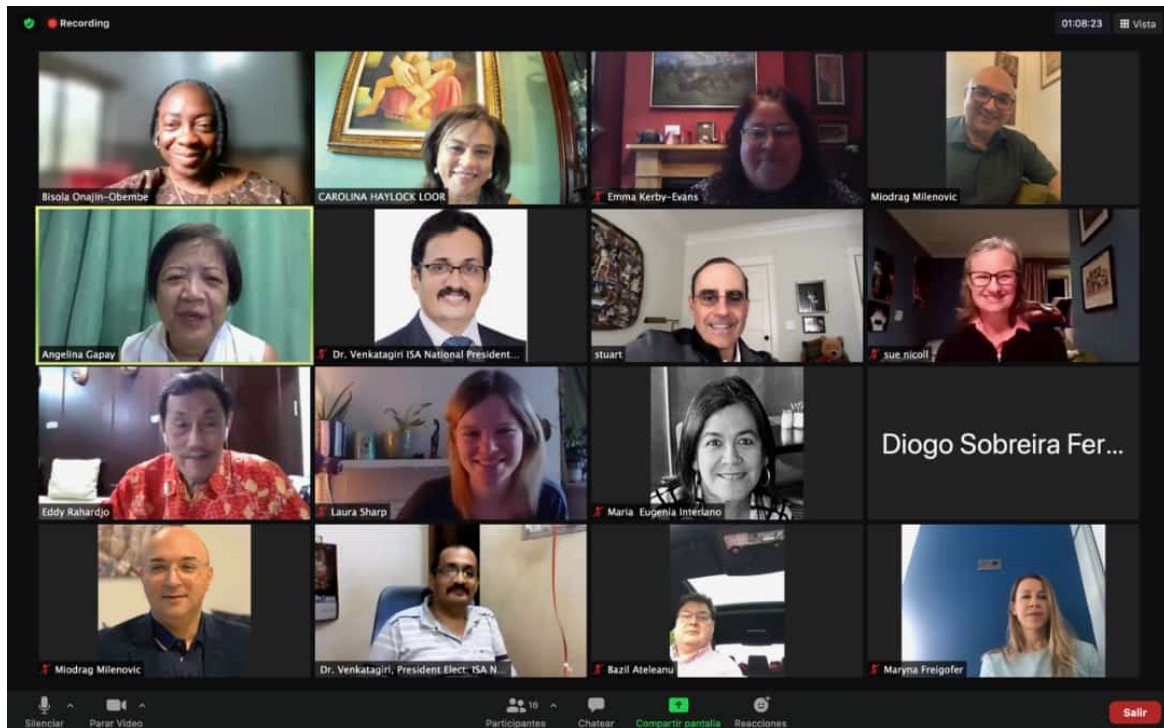 Recording
01:08:23
Vista
Bisola Onajin-Obembe
CAROLINA HAYLOCK LOOR
Emma Kerby-Evans
Miodrag Milenovic
Angelina Gapay
Dr. Venkatagiri ISA National President...
stuart
sue nicoll
Eddy Rahardjo
Laura Sharp
Maria Eugenia Interiano
Diogo Sobreira Fer...
Miodrag Milenovic
Dr. Venkatagiri, President Elect: ISA N...
Bazil Ateleanu
Maryna Freigofer
Silenciar
Parar Video
16
Participantes
Chatear
Compartir pantalla
Reacciones
Salir